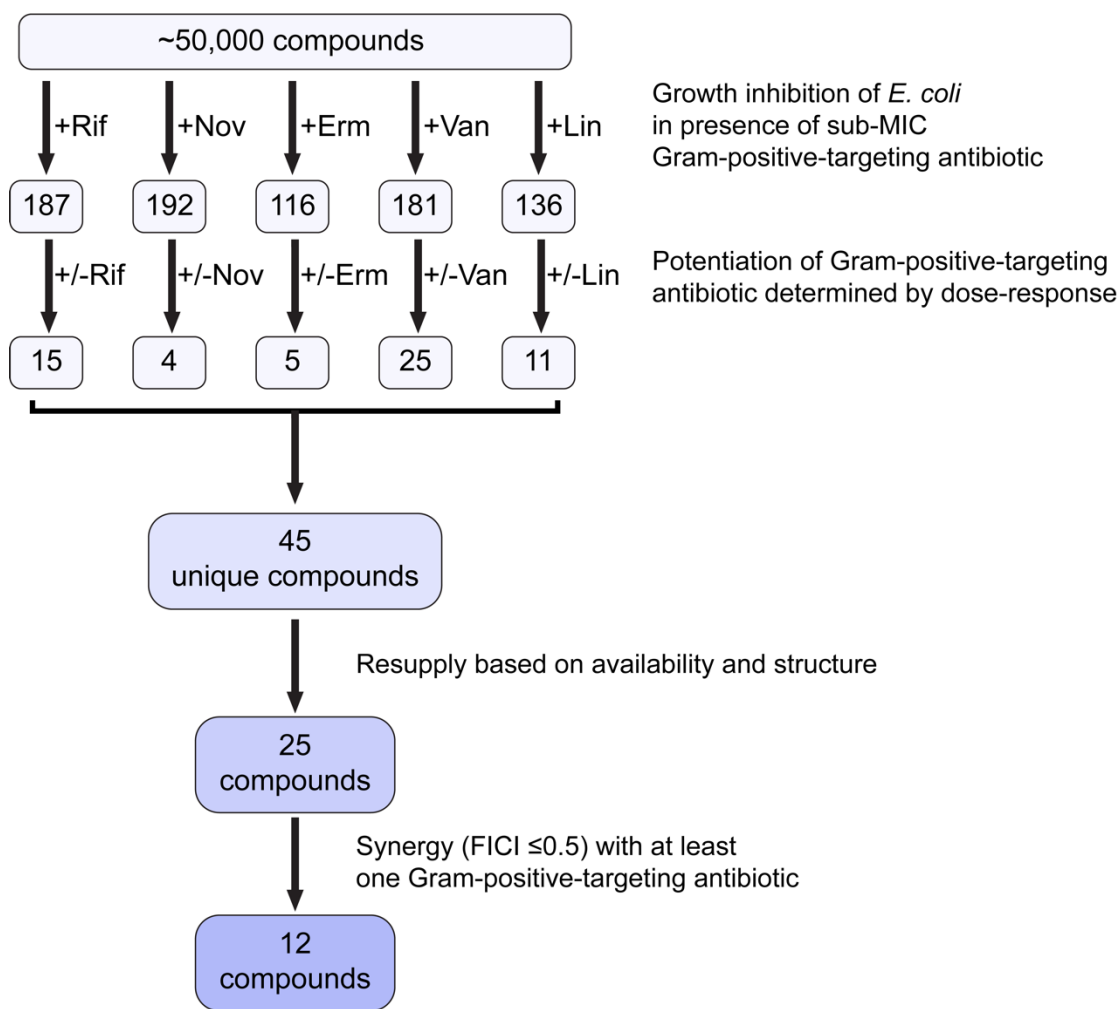 ~50,000 compounds
+Rif
+Nov
+Erm
+Van
+Lin
Growth inhibition of E. coli
in presence of sub-MIC
Gram-positive-targeting antibiotic
187
192
116
181
136
+/-Rif
+/-Nov
+/-Erm
+/-Van
+/-Lin
Potentiation of Gram-positive-targeting
antibiotic determined by dose-response
15
4
5
25
11
45
unique compounds
Resupply based on availability and structure
25
compounds
Synergy (FICI ≤0.5) with at least
one Gram-positive-targeting antibiotic
12
compounds